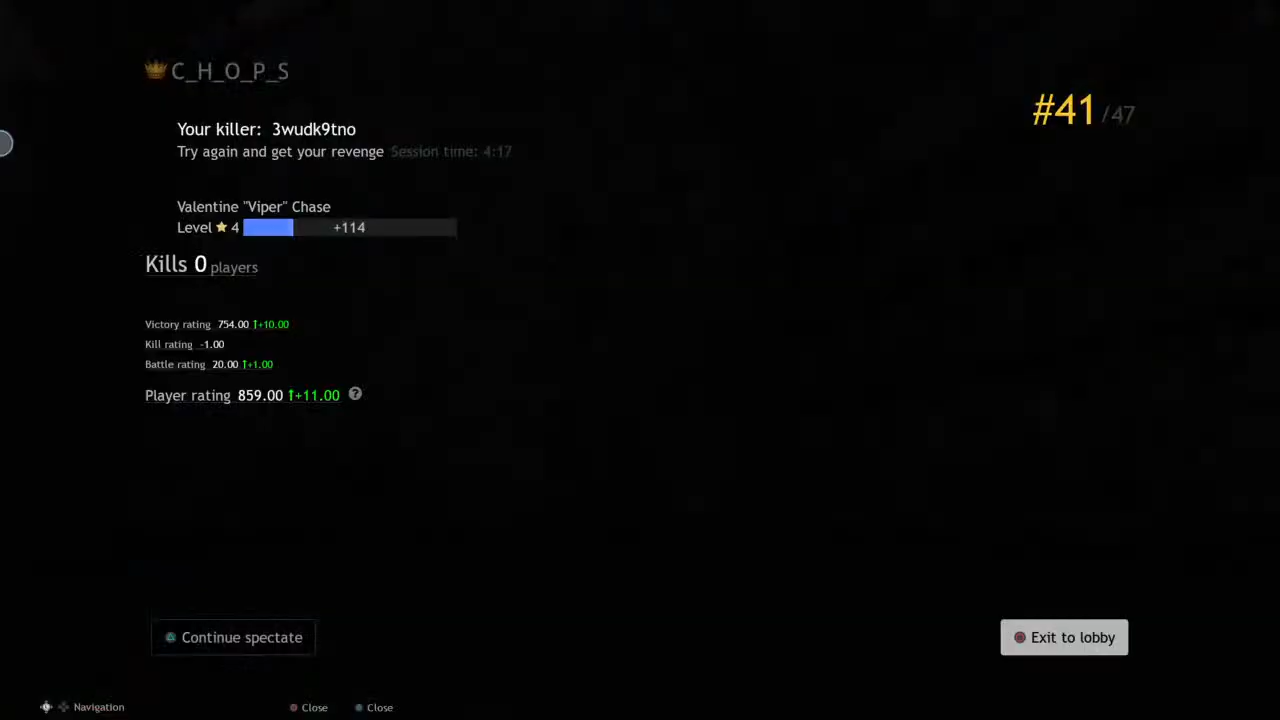 C_H_O_P_S
#41 /47
Your killer: 3wudk9tno
Try again and get your revenge Session time: 4:17
Valentine "Viper" Chase
Level 4 +114
Kills 0 players
Victory rating 754.00 +10.00
Kill rating -1.00
Battle rating 20.00 +1.00
Player rating 859.00 +11.00 ?
Continue spectate
Exit to lobby
Navigation Close Close